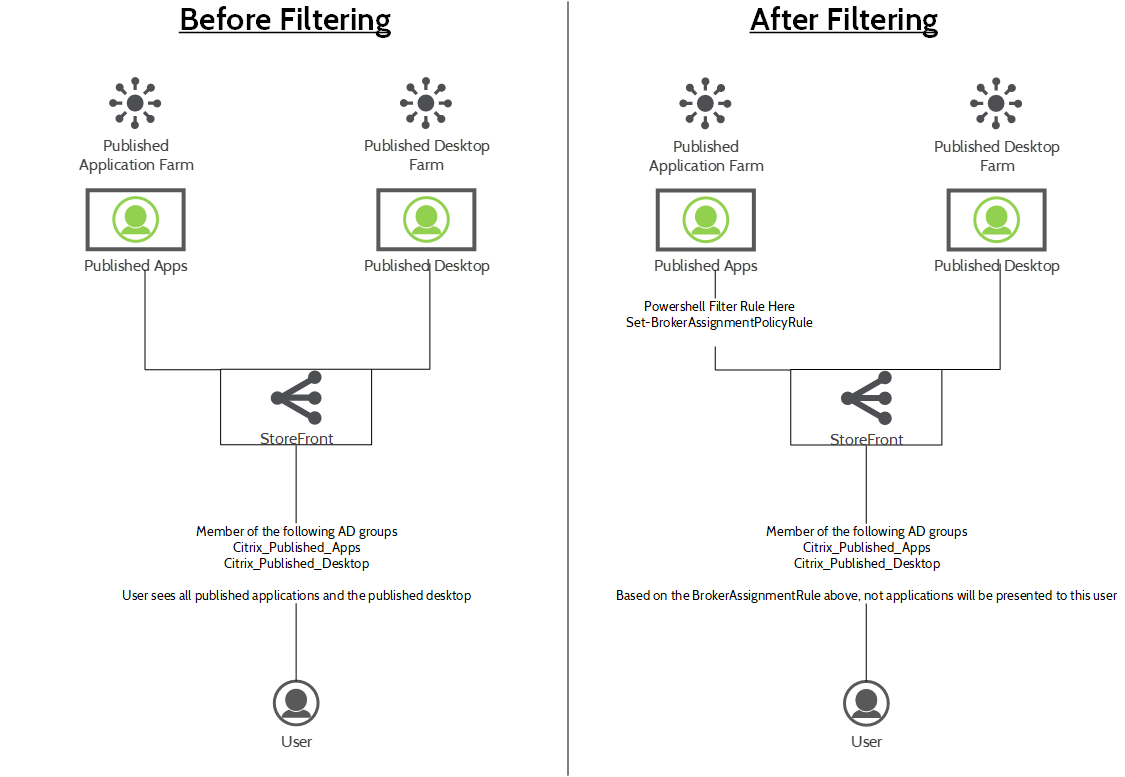 Before Filtering
Published
Application Farm
Published Desktop
Farm
Published Apps
Published Desktop
StoreFront
Member of the following AD groups
Citrix_Published_Apps
Citrix_Published_Desktop
User sees all published applications and the published desktop
User
After Filtering
Published
Application Farm
Published Desktop
Farm
Published Apps
Published Desktop
Powershell Filter Rule Here
Set-BrokerAssignmentPolicyRule
StoreFront
Member of the following AD groups
Citrix_Published_Apps
Citrix_Published_Desktop
Based on the BrokerAssignmentRule above, not applications will be presented to this user
User